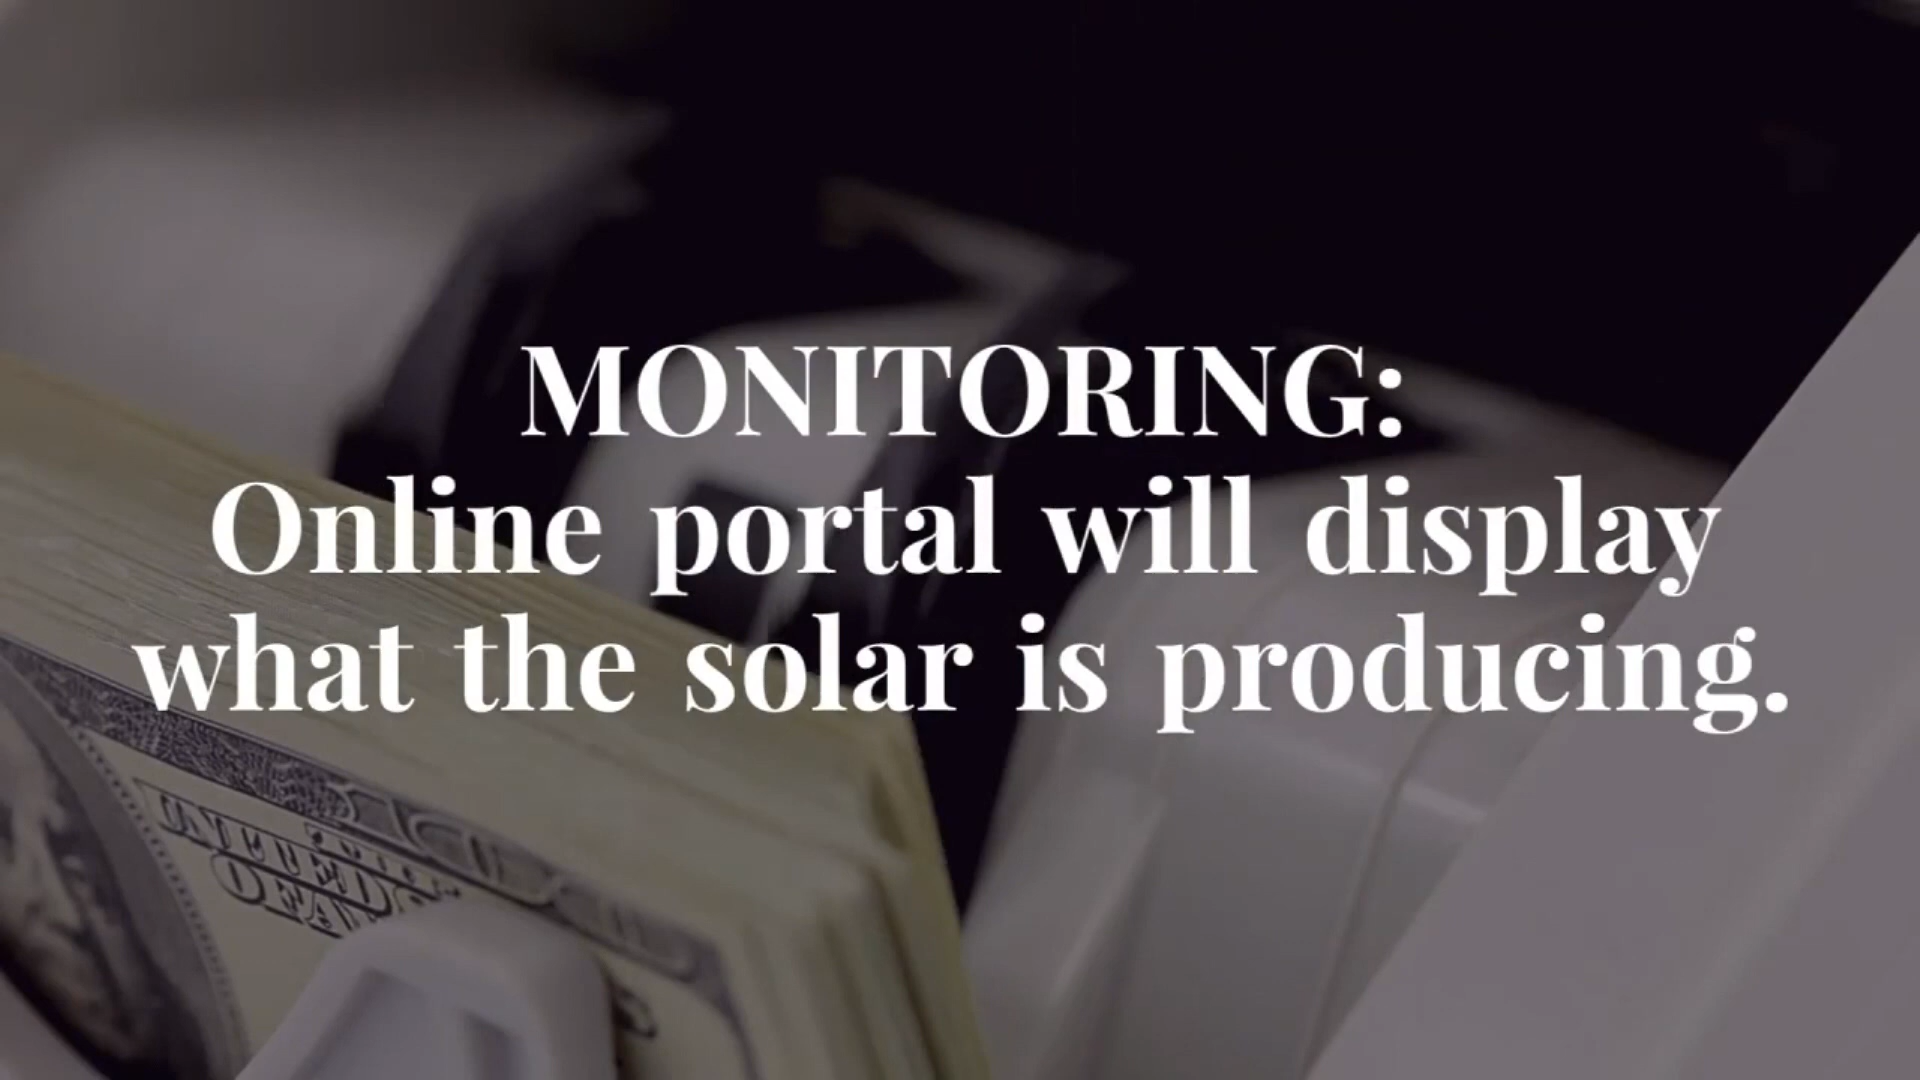 MONITORING:
Online portal will display
what the solar is producing.